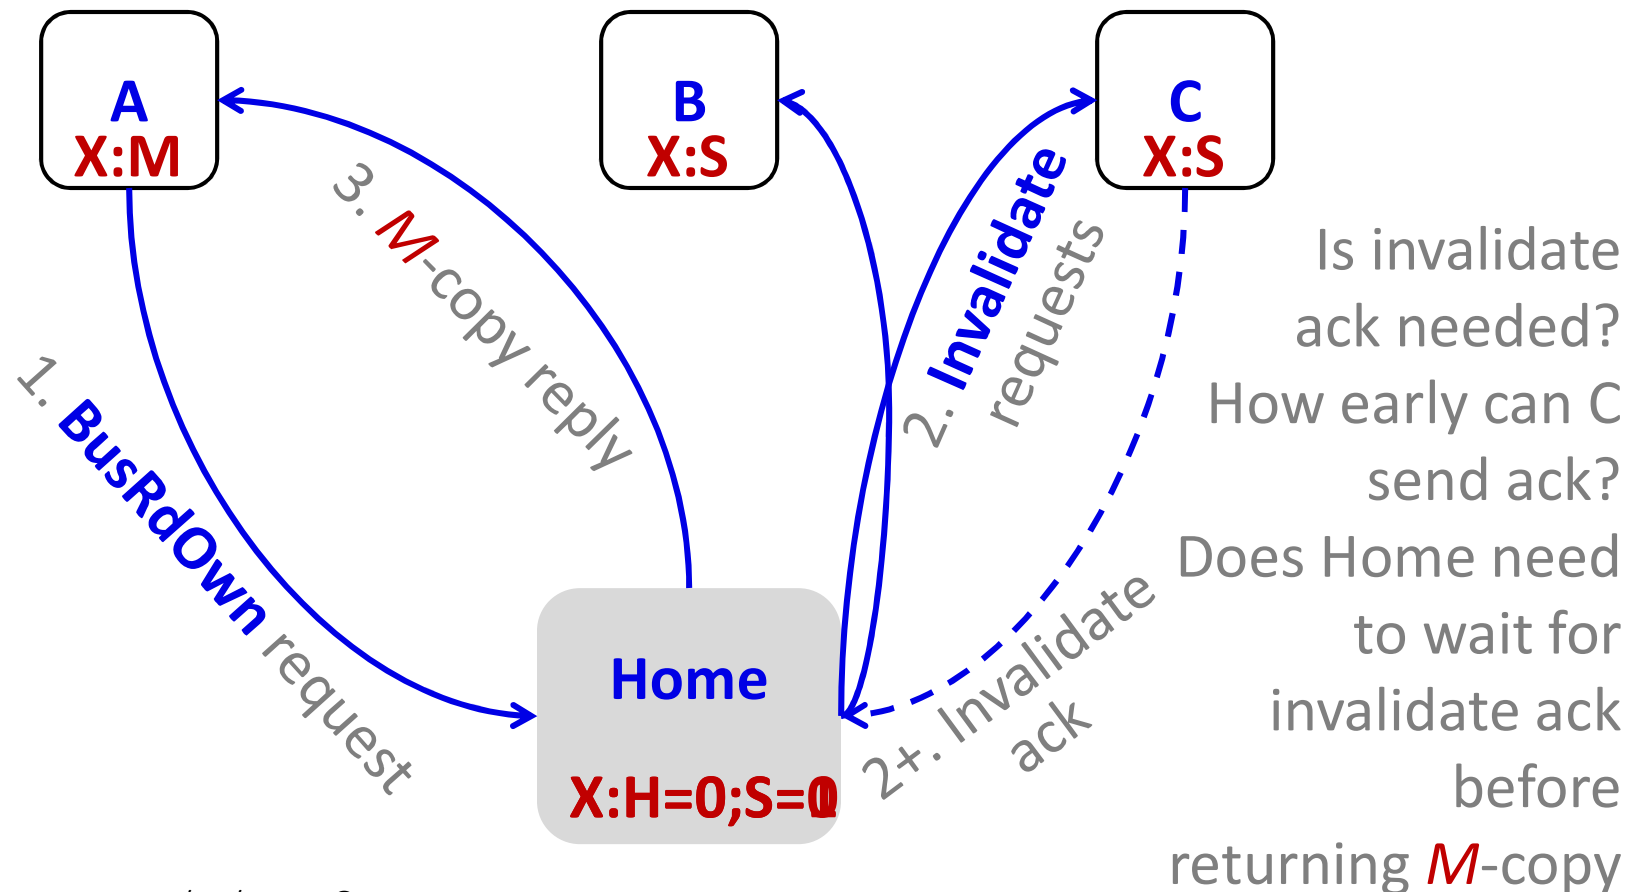 A
X:M
B
X:S
C
X:S
3. M-copy reply
2. Invalidate
requests
1. BusRdOwn request
2+. Invalidate
ack
Home
X:H=0;S=
Is invalidate
ack needed?
How early can C
send ack?
Does Home need
to wait for
invalidate ack
before
returning M-copy